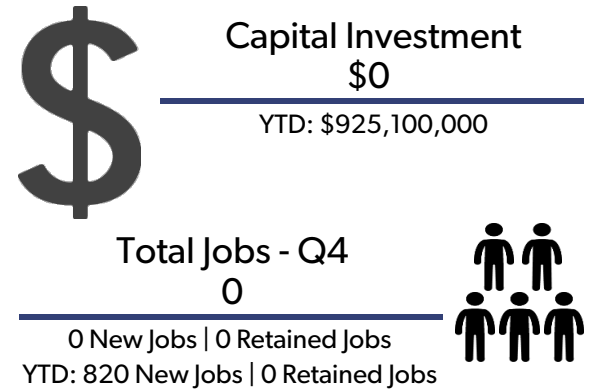 $
Capital Investment
$0
YTD: $925,100,000
Total Jobs - Q4
0
0 New Jobs | 0 Retained Jobs
YTD: 820 New Jobs | 0 Retained Jobs